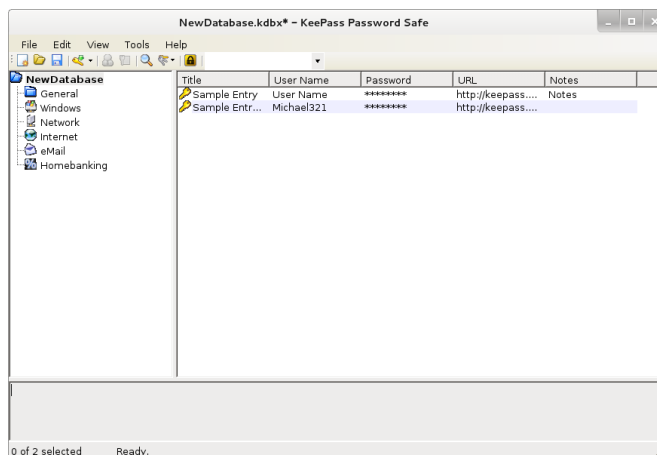 NewDatabase.kdbx* – KeePass Password Safe
File Edit View Tools Help
NewDatabase
General
Windows
Network
Internet
eMail
Homebanking
Title User Name Password URL Notes
Sample Entry User Name ******** http://keepass.... Notes
Sample Entr... Michael321 ******** http://keepass....
0 of 2 selected Ready.